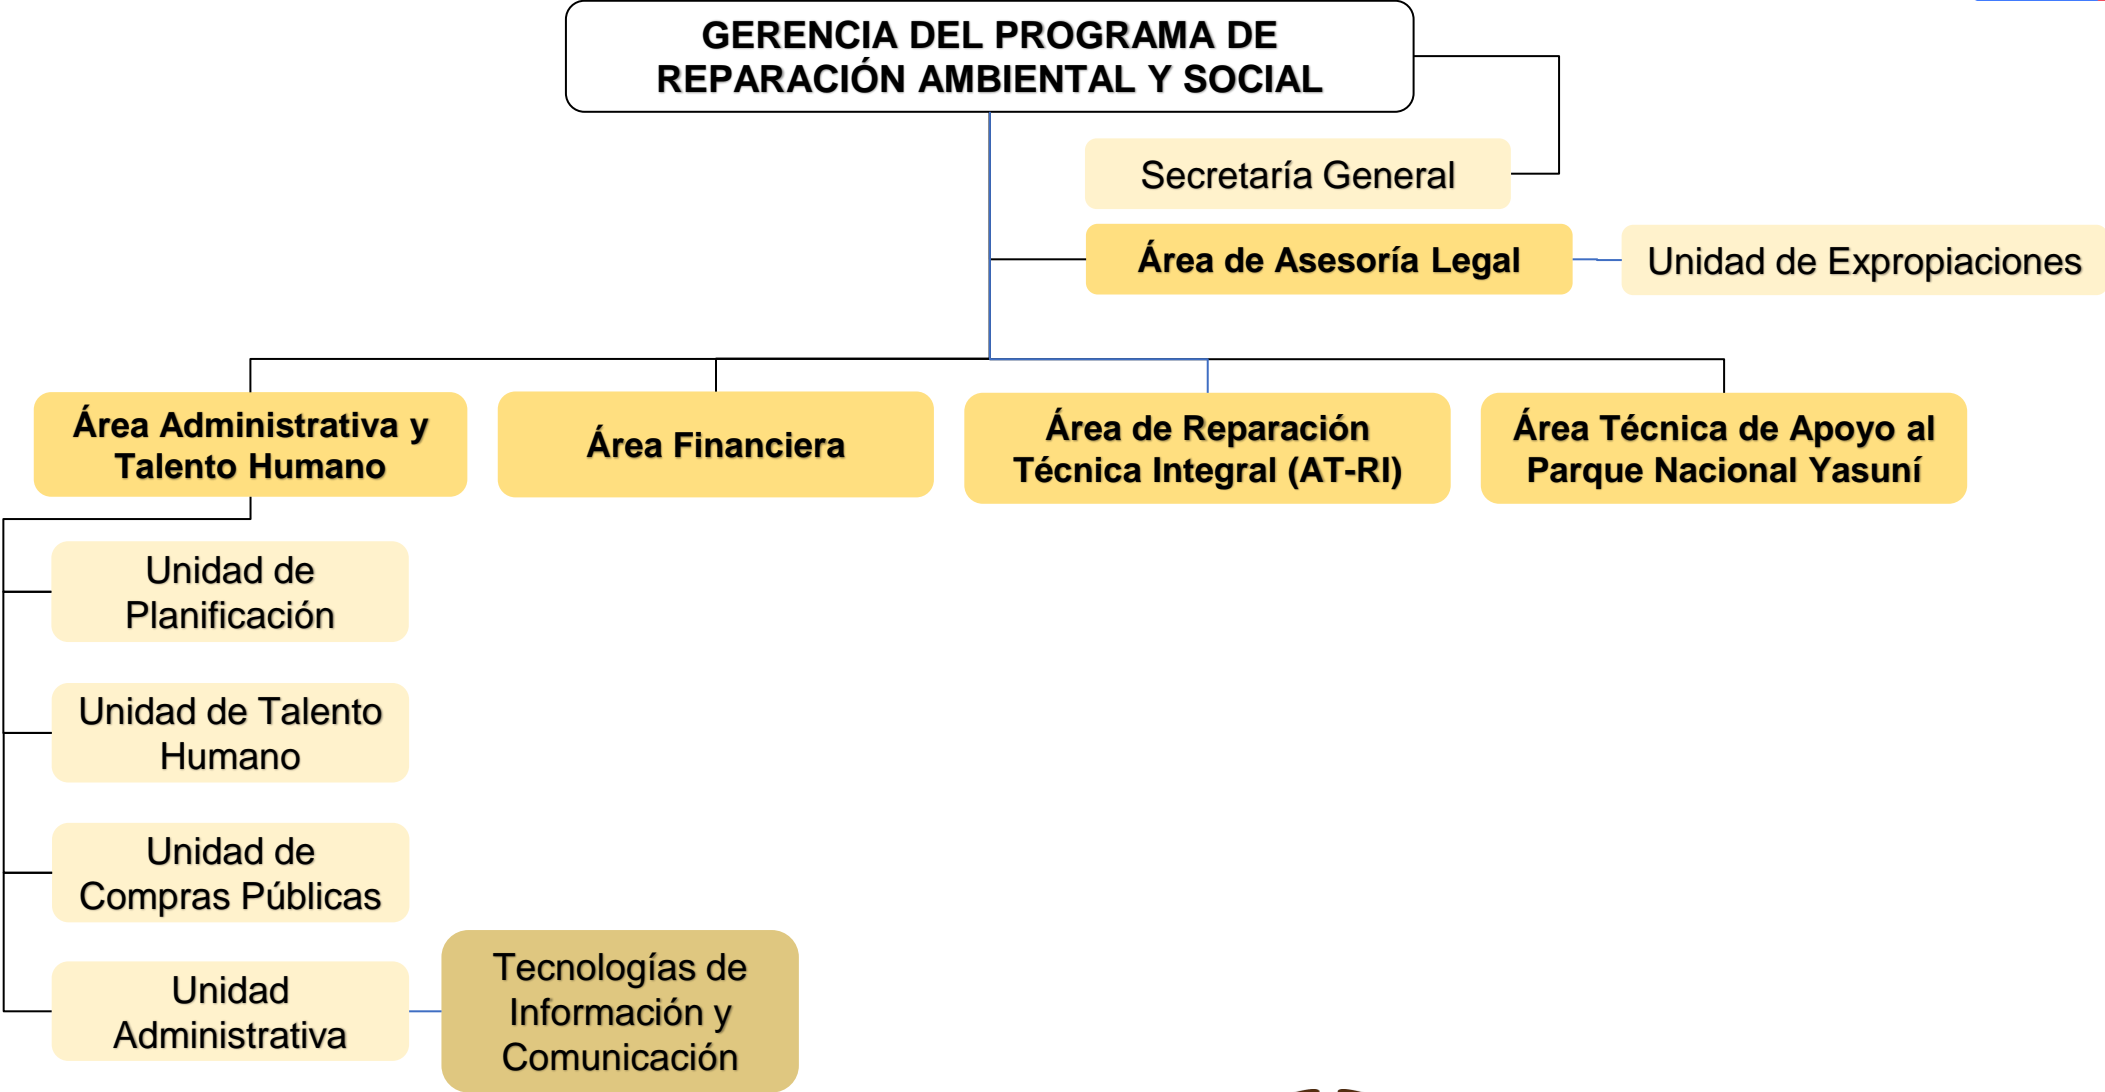 GERENCIA DEL PROGRAMA DE
REPARACIÓN AMBIENTAL Y SOCIAL
Secretaría General
Área de Asesoría Legal
Unidad de Expropiaciones
Área Administrativa y
Talento Humano
Área Financiera
Área de Reparación
Técnica Integral (AT-RI)
Área Técnica de Apoyo al
Parque Nacional Yasuní
Unidad de
Planificación
Unidad de Talento
Humano
Unidad de
Compras Públicas
Unidad
Administrativa
Tecnologías de
Información y
Comunicación